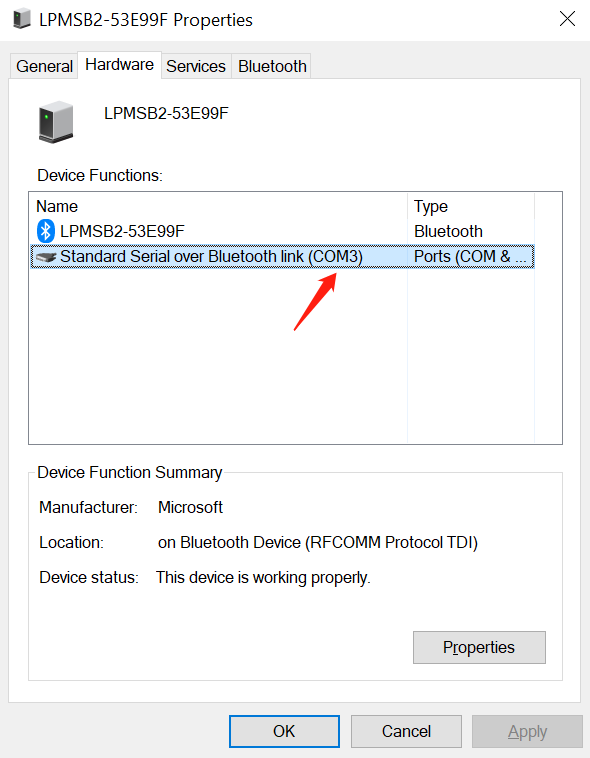 LPMSB2-53E99F Properties
General Hardware Services Bluetooth
LPMSB2-53E99F
Device Functions:
Name Type
LPMSB2-53E99F Bluetooth
Standard Serial over Bluetooth link (COM3) Ports (COM & ...
Device Function Summary
Manufacturer: Microsoft
Location: on Bluetooth Device (RFCOMM Protocol TDI)
Device status: This device is working properly.
Properties
OK Cancel Apply